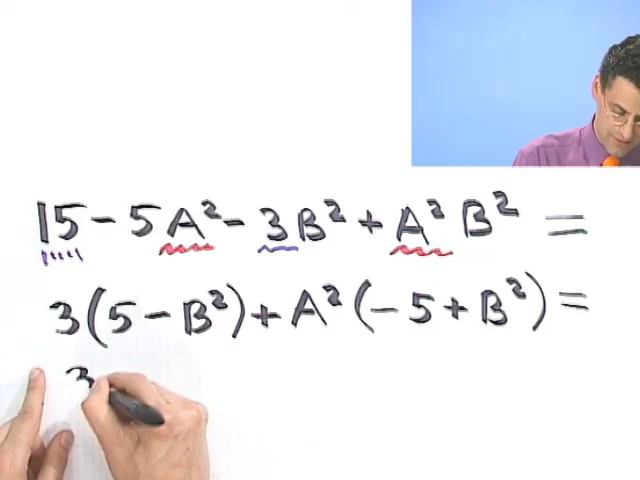 15 - 5A² - 3B² + A²B² =
3(5 - B²) + A²(-5 + B²) =
3